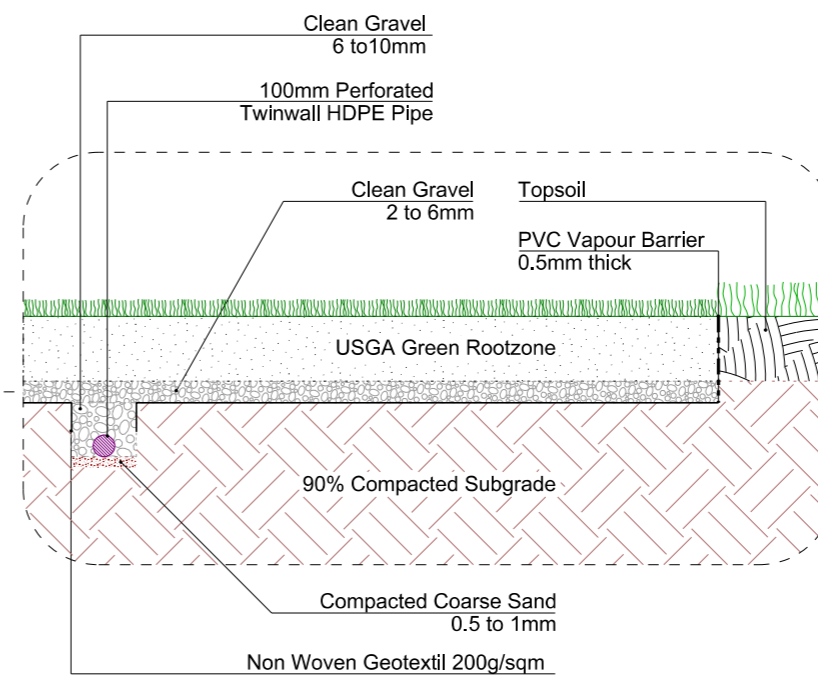 Clean Gravel
6 to10mm
100mm Perforated
Twinwall HDPE Pipe
Clean Gravel
2 to 6mm
Topsoil
PVC Vapour Barrier
0.5mm thick
USGA Green Rootzone
90% Compacted Subgrade
Compacted Coarse Sand
0.5 to 1mm
Non Woven Geotextil 200g/sqm